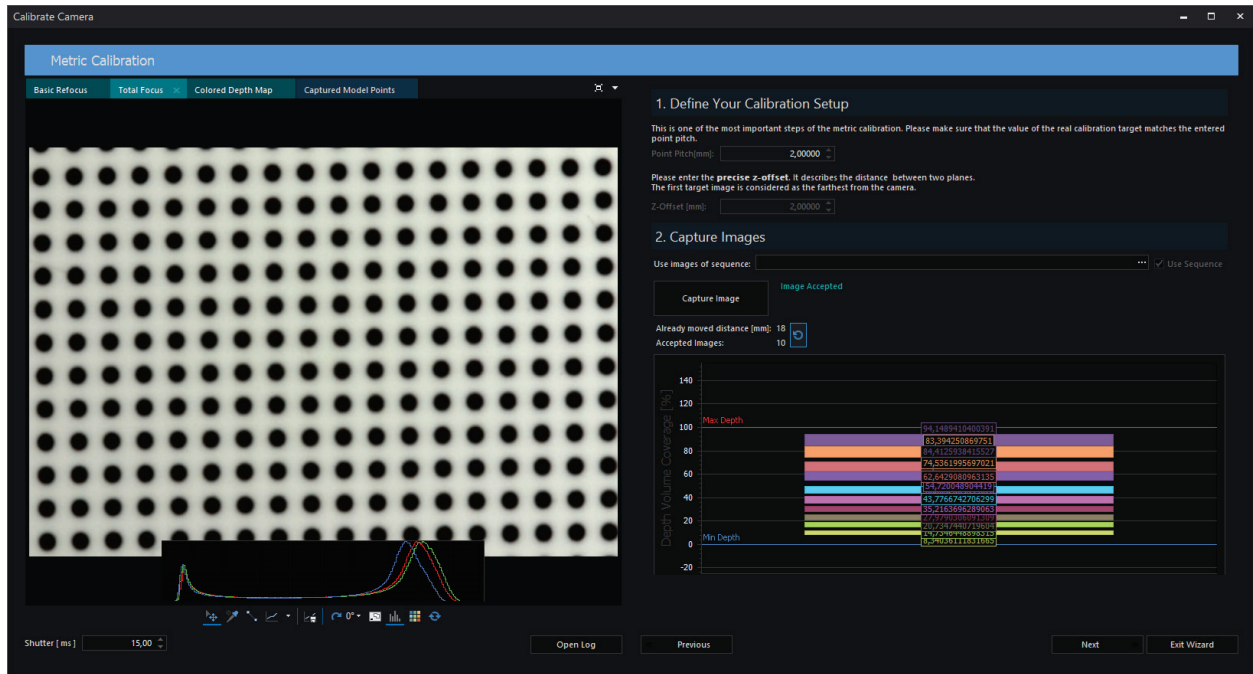 Calibrate Camera
Metric Calibration
Basic Refocus Total Focus Colored Depth Map Captured Model Points
1. Define Your Calibration Setup
This is one of the most important steps of the metric calibration. Please make sure that the value of the real calibration target matches the entered
point pitch.
Point Pitch[mm]: 2,00000
Please enter the precise z-offset. It describes the distance between two planes.
The first target image is considered as the farthest from the camera.
Z-Offset [mm]: 2,00000
2. Capture Images
Use images of sequence: ... Use Sequence
Capture Image
Image Accepted
Already moved distance [mm]: 18
Accepted Images: 10
Depth Volume Coverage [%]
140
120
100
80
60
40
20
0
-20
Max Depth
Min Depth
94,1489410400391
83,394250869751
84,4125938415527
74,5361995697021
62,6429080963135
54,720048904419
43,7766742706299
35,2163696289063
20,7347440719604
0°
Shutter [ms] 15,00
Open Log Previous Next Exit Wizard